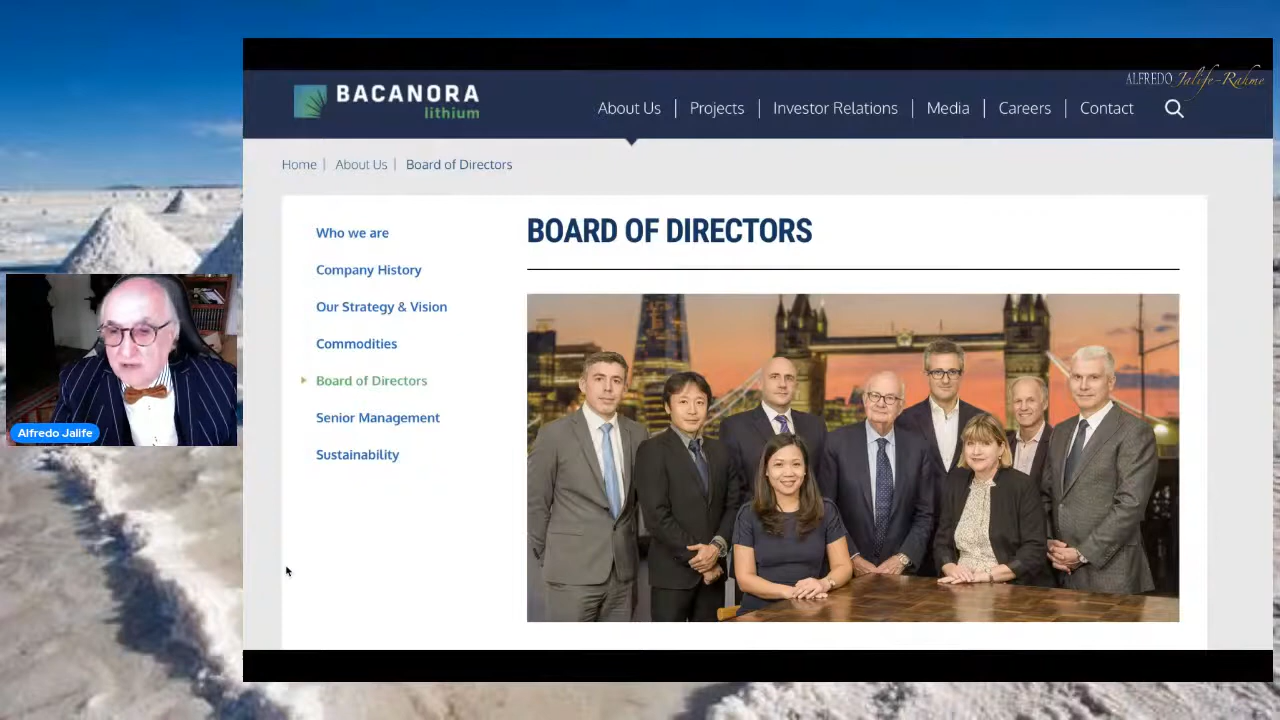 ALFREDO Jalife-Rahme
BACANORA
lithium
About Us | Projects | Investor Relations | Media | Careers | Contact
Home | About Us | Board of Directors
Who we are
Company History
Our Strategy & Vision
Commodities
Board of Directors
Senior Management
Sustainability
BOARD OF DIRECTORS
Alfredo Jalife